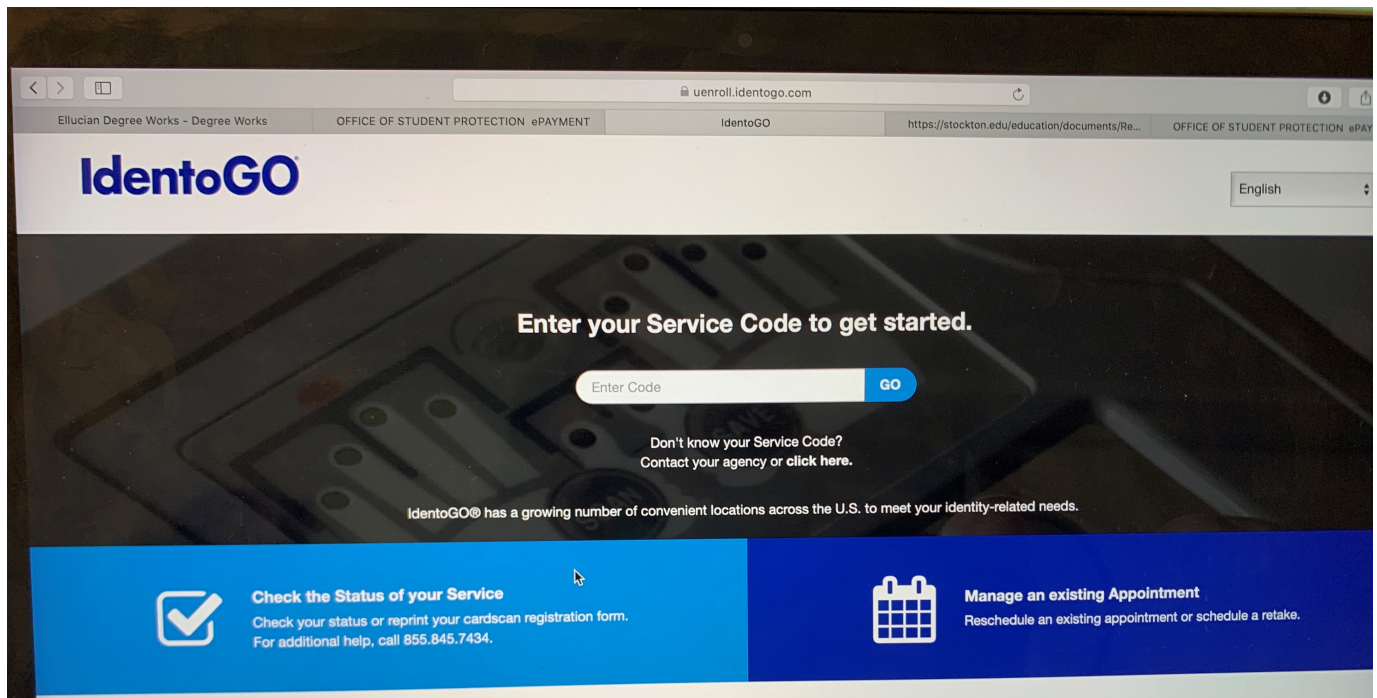 uenroll.identogo.com
Ellucian Degree Works - Degree Works
OFFICE OF STUDENT PROTECTION ePAYMENT
IdentoGO
https://stockton.edu/education/documents/Re...
OFFICE OF STUDENT PROTECTION ePAY
IdentoGO
English
Enter your Service Code to get started.
Enter Code
GO
Don't know your Service Code?
Contact your agency or click here.
SAVE
SCAN
IdentoGO® has a growing number of convenient locations across the U.S. to meet your identity-related needs.
Check the Status of your Service
Check your status or reprint your cardscan registration form.
For additional help, call 855.845.7434.
Manage an existing Appointment
Reschedule an existing appointment or schedule a retake.